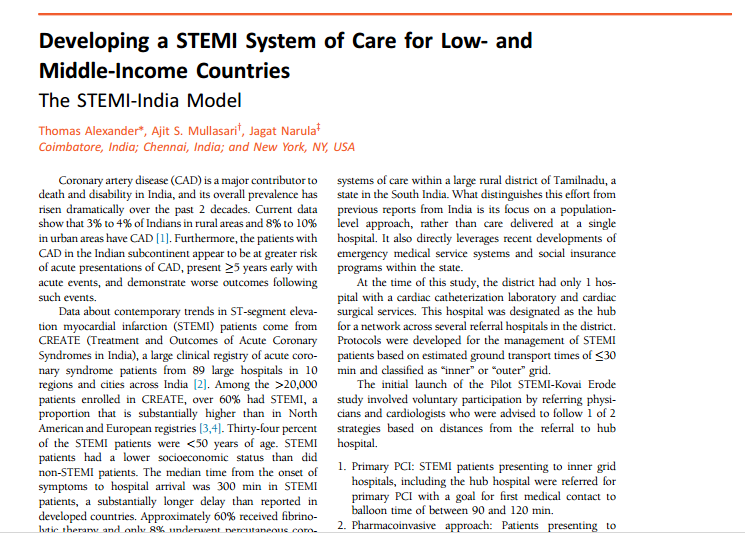 Developing a STEMI System of Care for Low- and
Middle-Income Countries
The STEMI-India Model
Thomas Alexander*, Ajit S. Mullasari†, Jagat Narula‡
Coimbatore, India; Chennai, India; and New York, NY, USA
Coronary artery disease (CAD) is a major contributor to
death and disability in India, and its overall prevalence has
risen dramatically over the past 2 decades. Current data
show that 3% to 4% of Indians in rural areas and 8% to 10%
in urban areas have CAD [1]. Furthermore, the patients with
CAD in the Indian subcontinent appear to be at greater risk
of acute presentations of CAD, present ≥5 years early with
acute events, and demonstrate worse outcomes following
such events.
Data about contemporary trends in ST-segment eleva-
tion myocardial infarction (STEMI) patients come from
CREATE (Treatment and Outcomes of Acute Coronary
Syndromes in India), a large clinical registry of acute coro-
nary syndrome patients from 89 large hospitals in 10
regions and cities across India [2]. Among the >20,000
patients enrolled in CREATE, over 60% had STEMI, a
proportion that is substantially higher than in North
American and European registries [3,4]. Thirty-four percent
of the STEMI patients were <50 years of age. STEMI
patients had a lower socioeconomic status than did
non-STEMI patients. The median time from the onset of
symptoms to hospital arrival was 300 min in STEMI
patients, a substantially longer delay than reported in
developed countries. Approximately 60% received fibrino-
lytic therapy and only 8% underwent percutaneous coro-
systems of care within a large rural district of Tamilnadu, a
state in the South India. What distinguishes this effort from
previous reports from India is its focus on a population-
level approach, rather than care delivered at a single
hospital. It also directly leverages recent developments of
emergency medical service systems and social insurance
programs within the state.
At the time of this study, the district had only 1 hos-
pital with a cardiac catheterization laboratory and cardiac
surgical services. This hospital was designated as the hub
for a network across several referral hospitals in the district.
Protocols were developed for the management of STEMI
patients based on estimated ground transport times of ≤30
min and classified as “inner” or “outer” grid.
The initial launch of the Pilot STEMI-Kovai Erode
study involved voluntary participation by referring physi-
cians and cardiologists who were advised to follow 1 of 2
strategies based on distances from the referral to hub
hospital.
1. Primary PCI: STEMI patients presenting to inner grid
hospitals, including the hub hospital were referred for
primary PCI with a goal for first medical contact to
balloon time of between 90 and 120 min.
2. Pharmacoinvasive approach: Patients presenting to